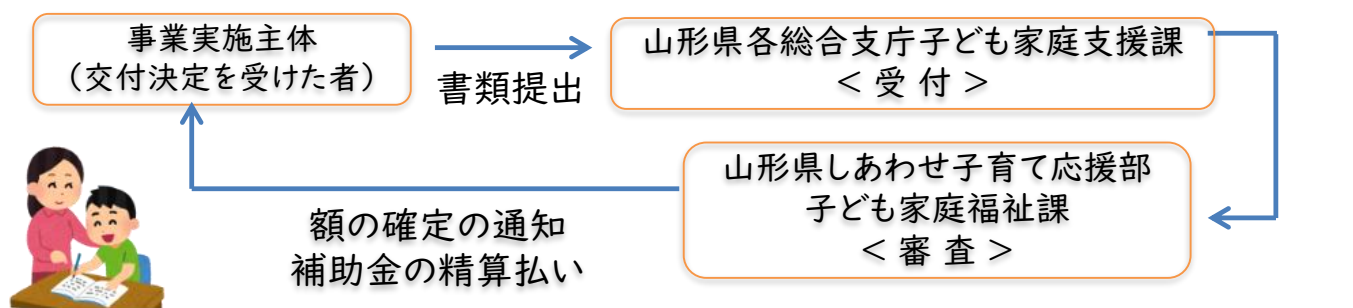 事業実施主体
（交付決定を受けた者）
書類提出
山形県各総合支庁子ども家庭支援課
＜ 受 付 ＞
山形県しあわせ子育て応援部
子ども家庭福祉課
＜ 審 査 ＞
額の確定の通知
補助金の精算払い